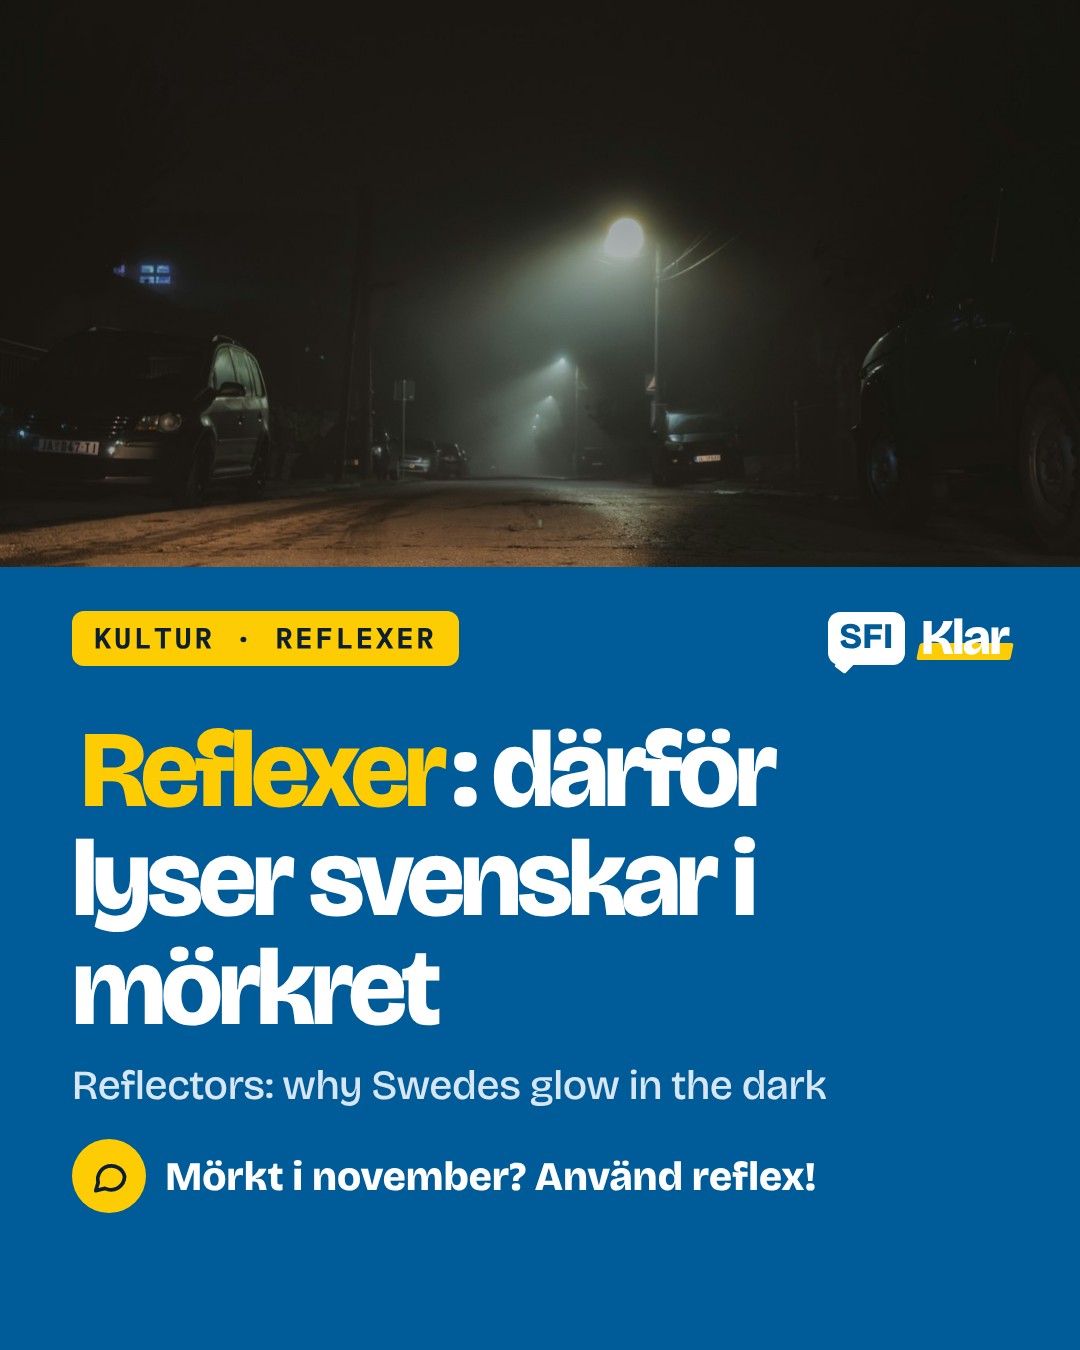 KULTUR · REFLEXER
SFI Klar
Reflexer: därför
lyser svenskar i
mörkret
Reflectors: why Swedes glow in the dark
Mörkt i november? Använd reflex!